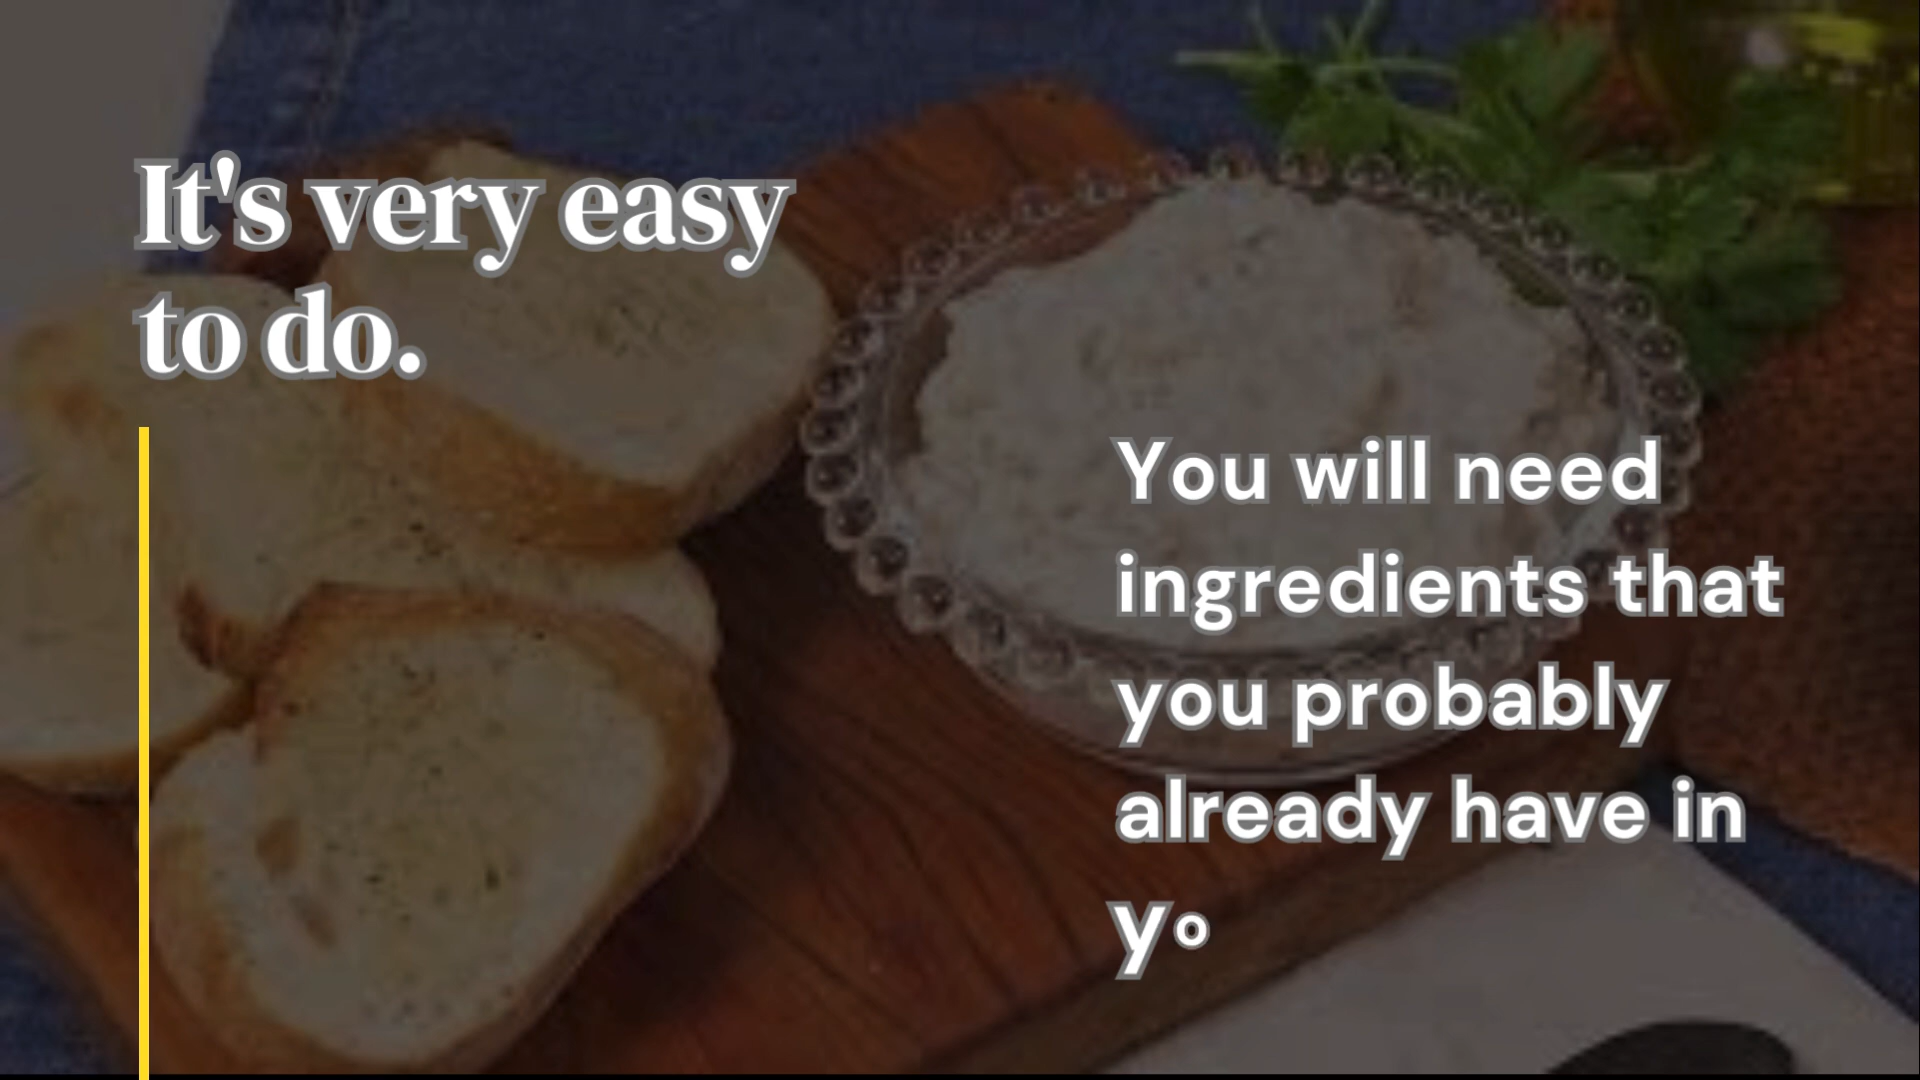 It's very easy
to do.
You will need
ingredients that
you probably
already have in
yo